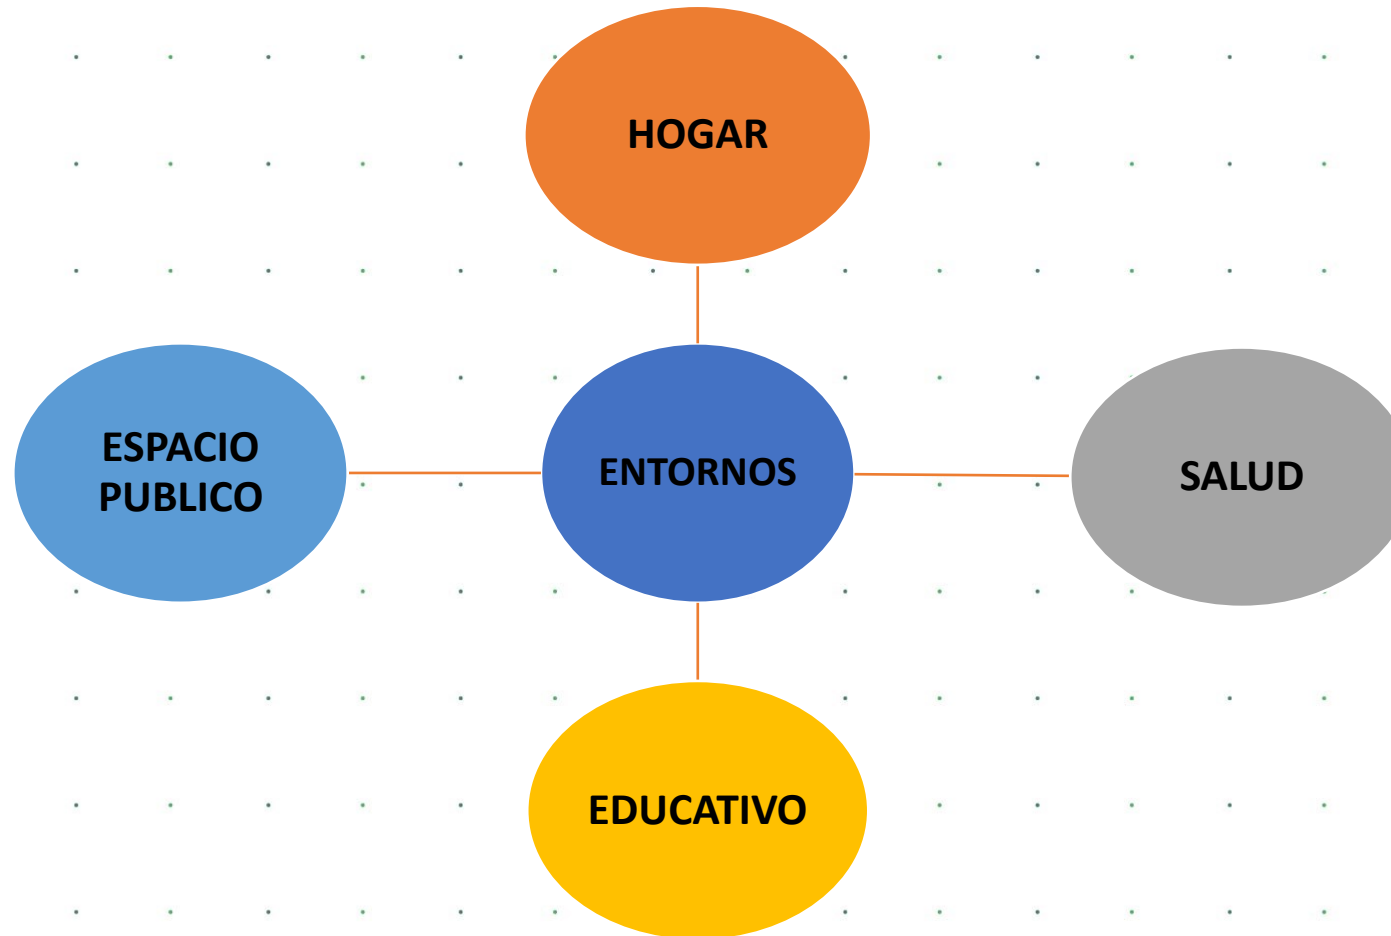 HOGAR
ESPACIO
PUBLICO
ENTORNOS
SALUD
EDUCATIVO